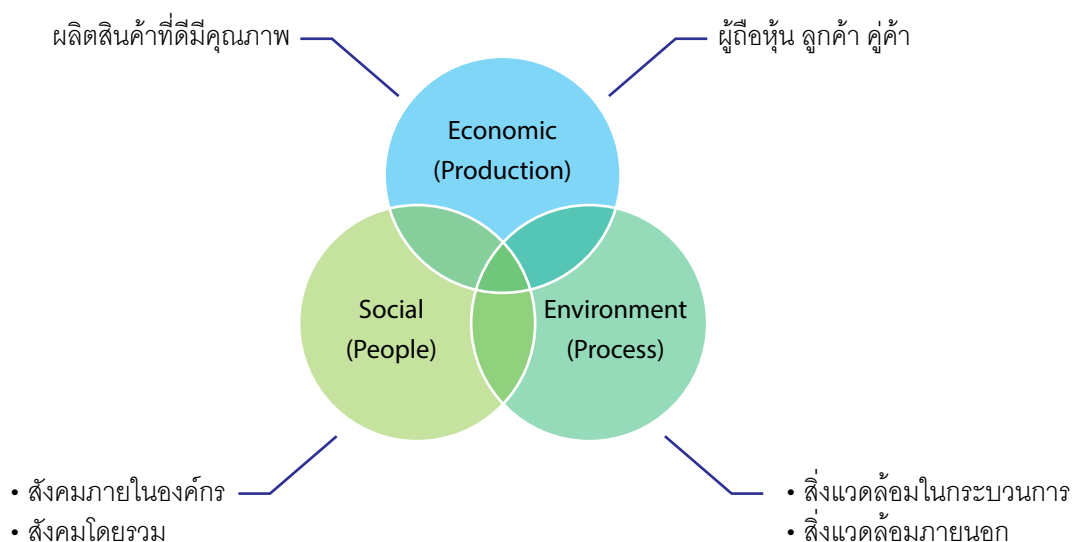 ผลิตสินค้าที่ดีมีคุณภาพ
ผู้ถือหุ้น ลูกค้า คู่ค้า
Economic
(Production)
Social
(People)
Environment
(Process)
• สังคมภายในองค์กร
• สังคมโดยรวม
• สิ่งแวดล้อมในกระบวนการ
• สิ่งแวดล้อมภายนอก